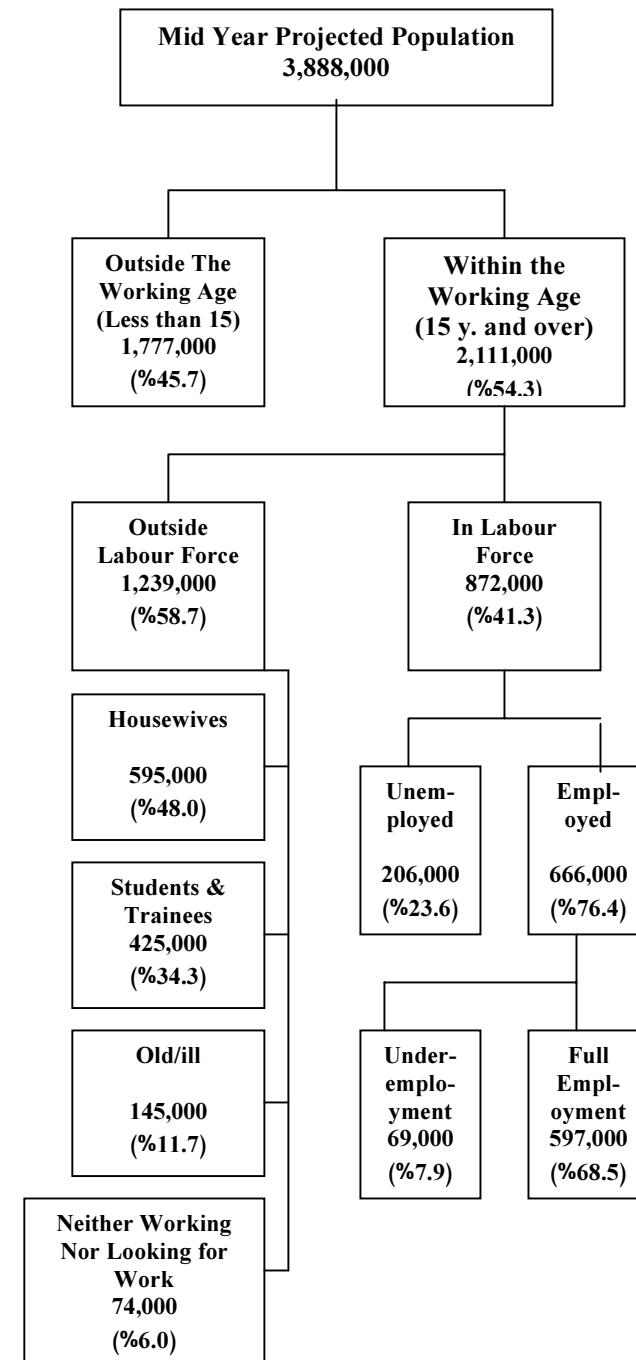 Mid Year Projected Population
3,888,000
Outside The
Working Age
(Less than 15)
1,777,000
(%45.7)
Within the
Working Age
(15 y. and over)
2,111,000
(%54.3)
Outside
Labour Force
1,239,000
(%58.7)
In Labour
Force
872,000
(%41.3)
Housewives
595,000
(%48.0)
Students &
Trainees
425,000
(%34.3)
Old/ill
145,000
(%11.7)
Neither Working
Nor Looking for
Work
74,000
(%6.0)
Unem-
ployed
206,000
(%23.6)
Empl-
oyed
666,000
(%76.4)
Under-
emplo-
yment
69,000
(%7.9)
Full
Empl-
oyment
597,000
(%68.5)